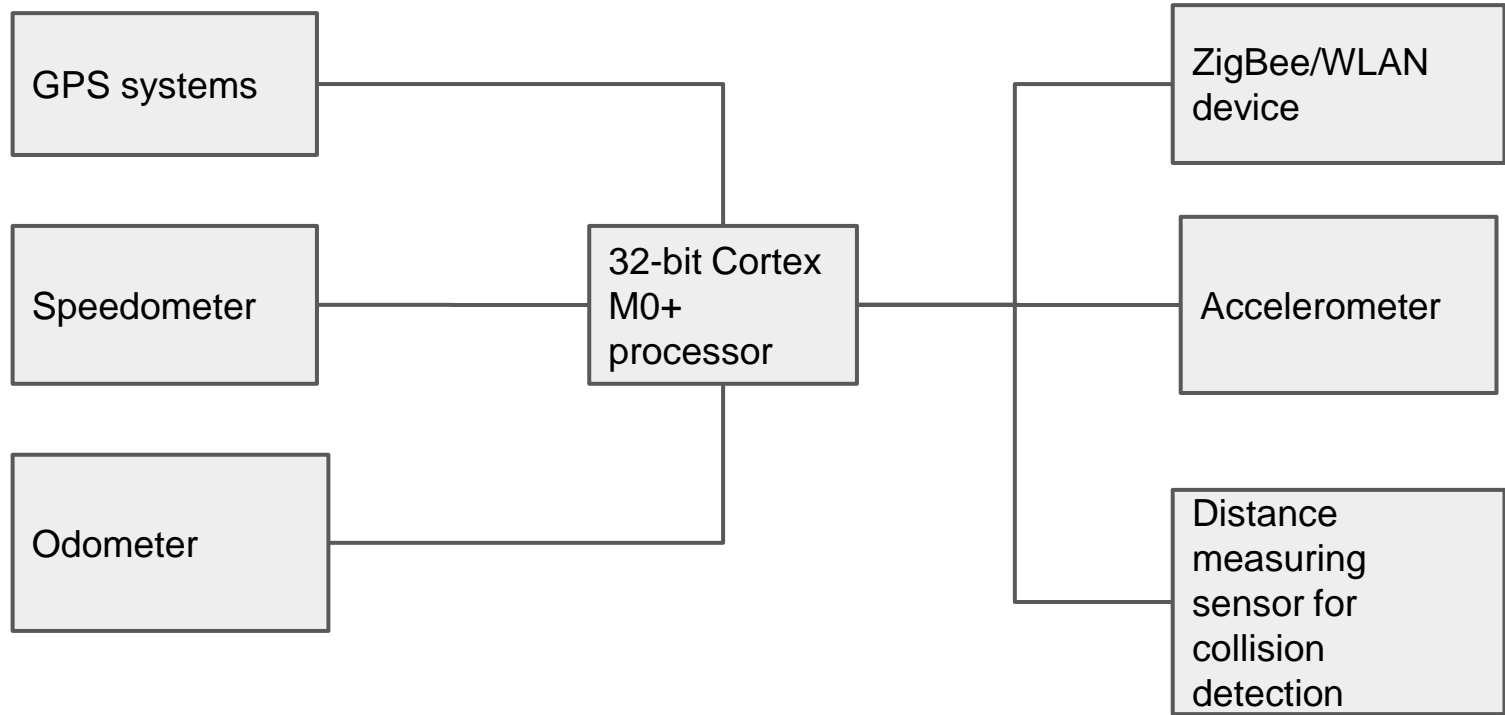 GPS systems
ZigBee/WLAN
device
Speedometer
32-bit Cortex
M0+
processor
Accelerometer
Odometer
Distance
measuring
sensor for
collision
detection